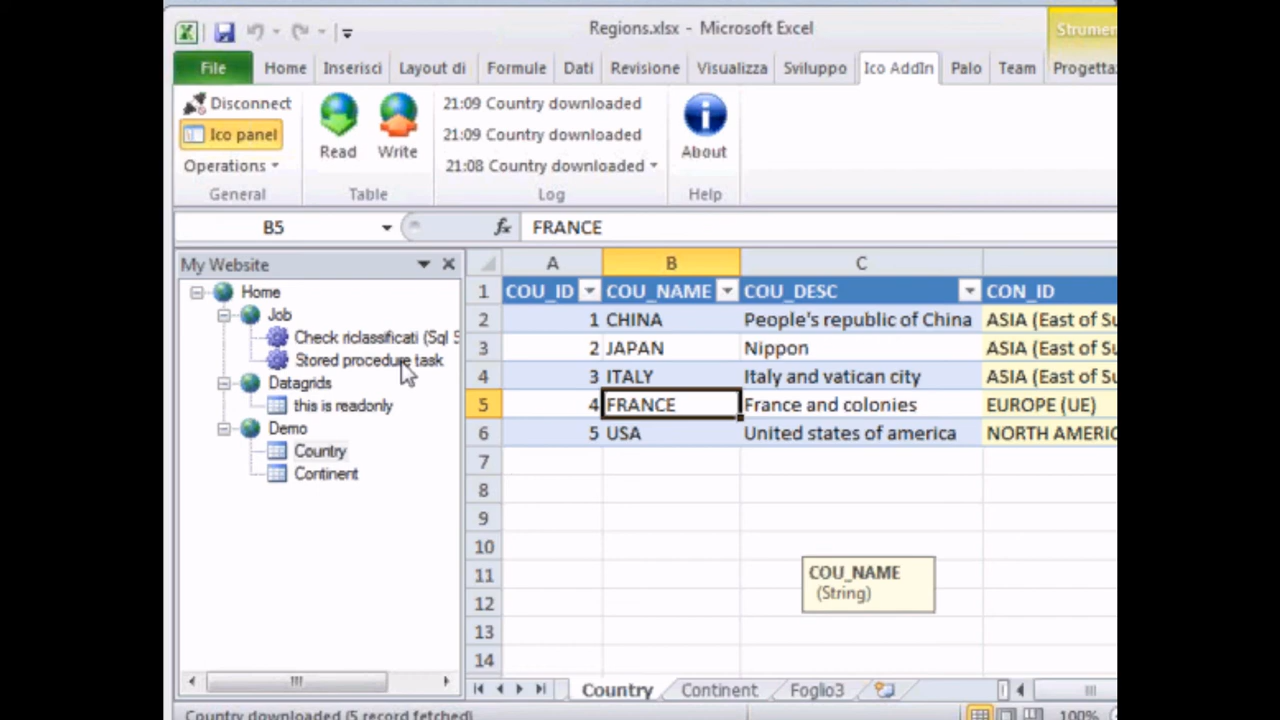 Regions.xlsx - Microsoft Excel
Strumen
File Home Inserisci Layout di Formule Dati Revisione Visualizza Sviluppo Ico AddIn Palo Team Progetta
Disconnect
Ico panel
Operations
General
Read Write
Table
21:09 Country downloaded
21:09 Country downloaded
21:08 Country downloaded
Log
About
Help
B5 fx FRANCE
My Website
Home
Job
Check riclassificati (Sql S
Stored procedure task
Datagrids
this is readonly
Demo
Country
Continent
A B C
1 COU_ID COU_NAME COU_DESC CON_ID
2 1 CHINA People's republic of China ASIA (East of Su
3 2 JAPAN Nippon ASIA (East of Su
4 3 ITALY Italy and vatican city ASIA (East of Su
5 4 FRANCE France and colonies EUROPE (UE)
6 5 USA United states of america NORTH AMERIC
7
8
9
10
11
12
13
14
COU_NAME
(String)
Country Continent Foglio3
Country downloaded (5 record fetched) 100%